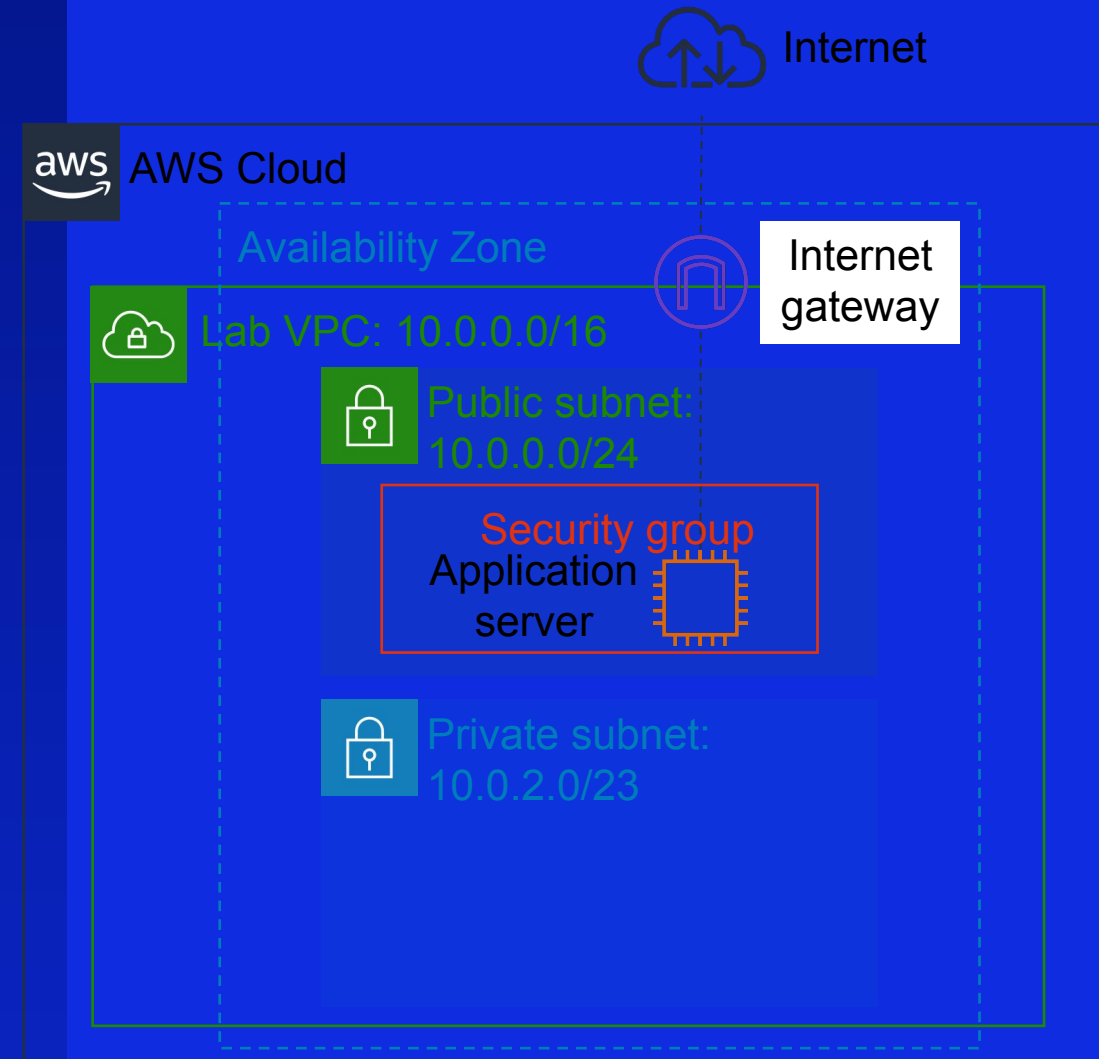 Internet
aws
AWS Cloud
Availability Zone
Internet
gateway
Lab VPC: 10.0.0.0/16
Public subnet:
10.0.0.0/24
Security group
Application
server
Private subnet:
10.0.2.0/23